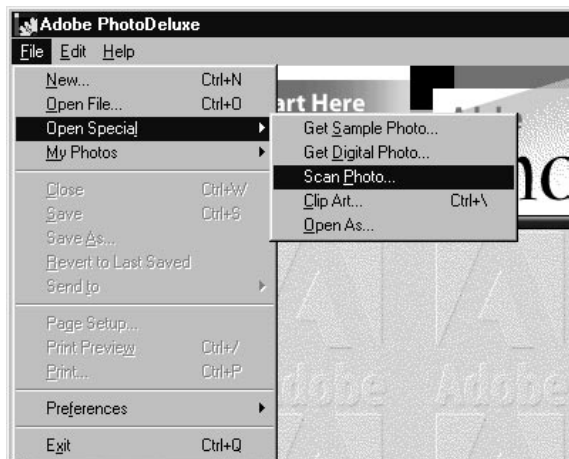 Adobe PhotoDeluxe
File Edit Help
New... Ctrl+N
Open File... Ctrl+O
Open Special
My Photos
Close Ctrl+W
Save Ctrl+S
Save As...
Revert to Last Saved
Send to
Page Setup...
Print Preview Ctrl+/
Print... Ctrl+P
Preferences
Exit Ctrl+Q
Get Sample Photo...
Get Digital Photo...
Scan Photo...
Clip Art... Ctrl+\
Open As...
art Here
Adobe
Adobe
Adobe